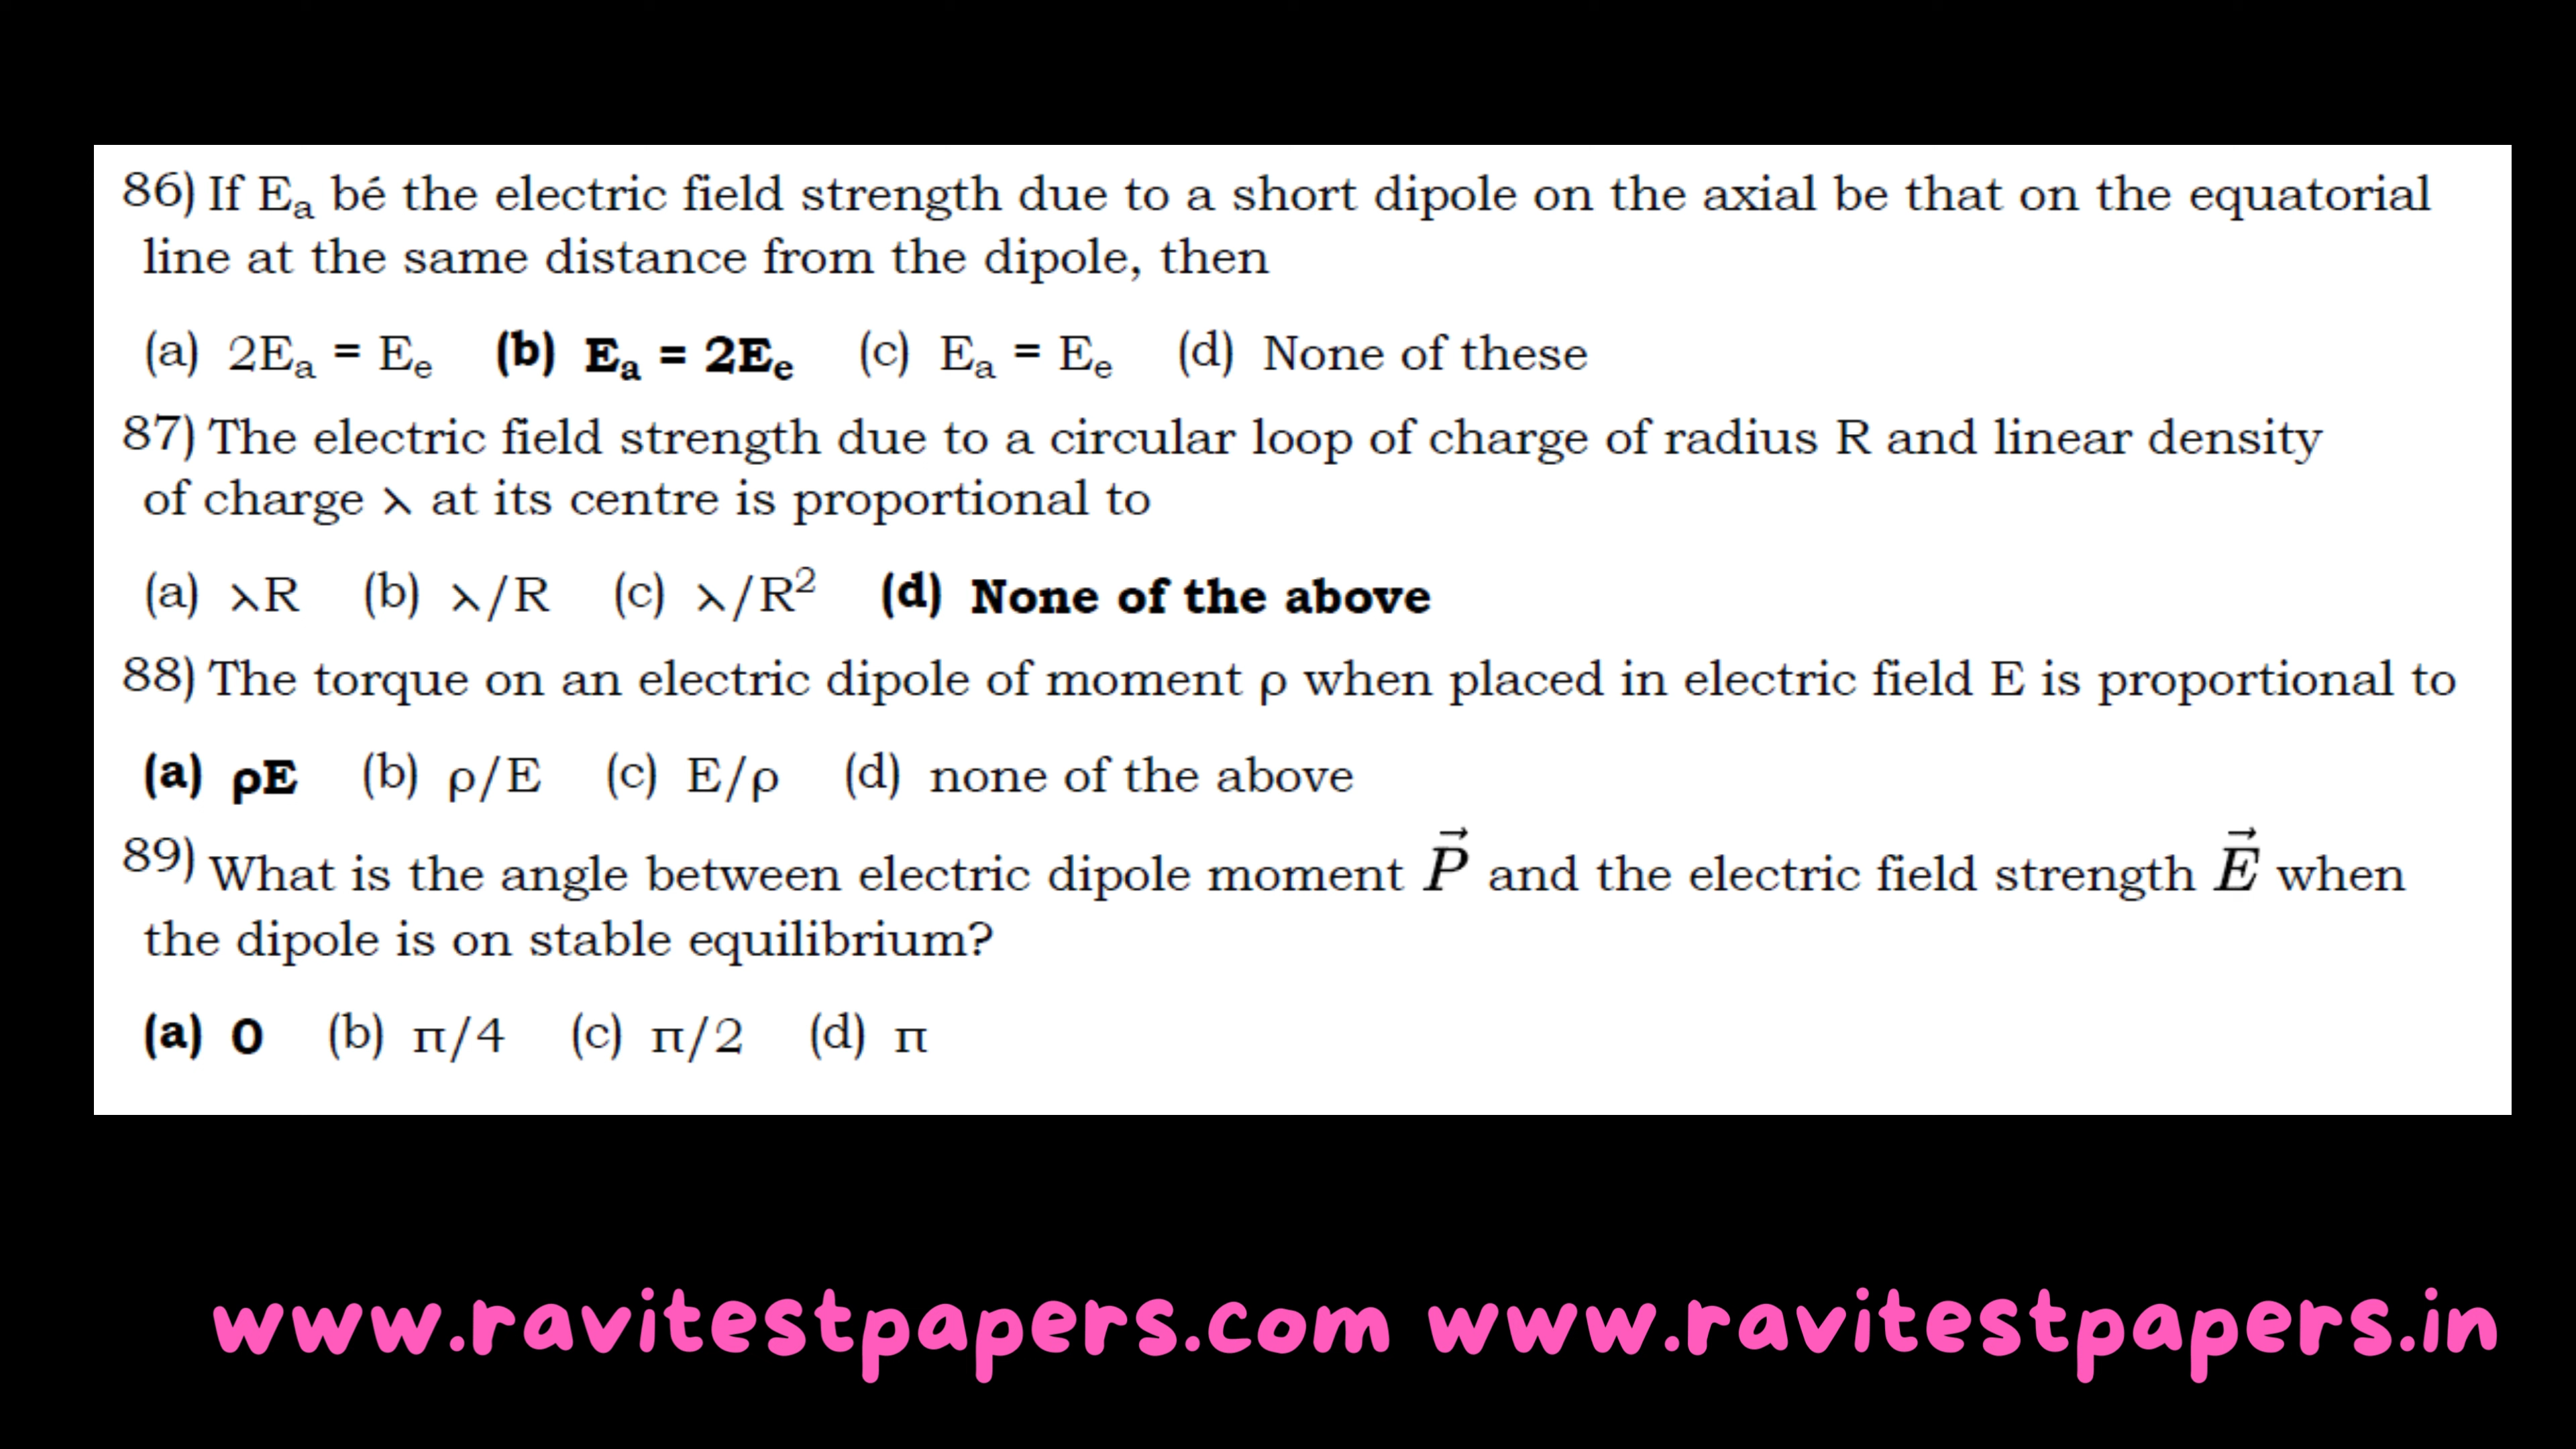 86) If Eₐ bé the electric field strength due to a short dipole on the axial be that on the equatorial
line at the same distance from the dipole, then
(a) 2Eₐ = Eₑ (b) Eₐ = 2Eₑ (c) Eₐ = Eₑ (d) None of these
87) The electric field strength due to a circular loop of charge of radius R and linear density
of charge λ at its centre is proportional to
(a) λR (b) λ/R (c) λ/R² (d) None of the above
88) The torque on an electric dipole of moment ρ when placed in electric field E is proportional to
(a) ρE (b) ρ/E (c) E/ρ (d) none of the above
89) What is the angle between electric dipole moment P⃗ and the electric field strength E⃗ when
the dipole is on stable equilibrium?
(a) 0 (b) π/4 (c) π/2 (d) π
www.ravitestpapers.com www.ravitestpapers.in